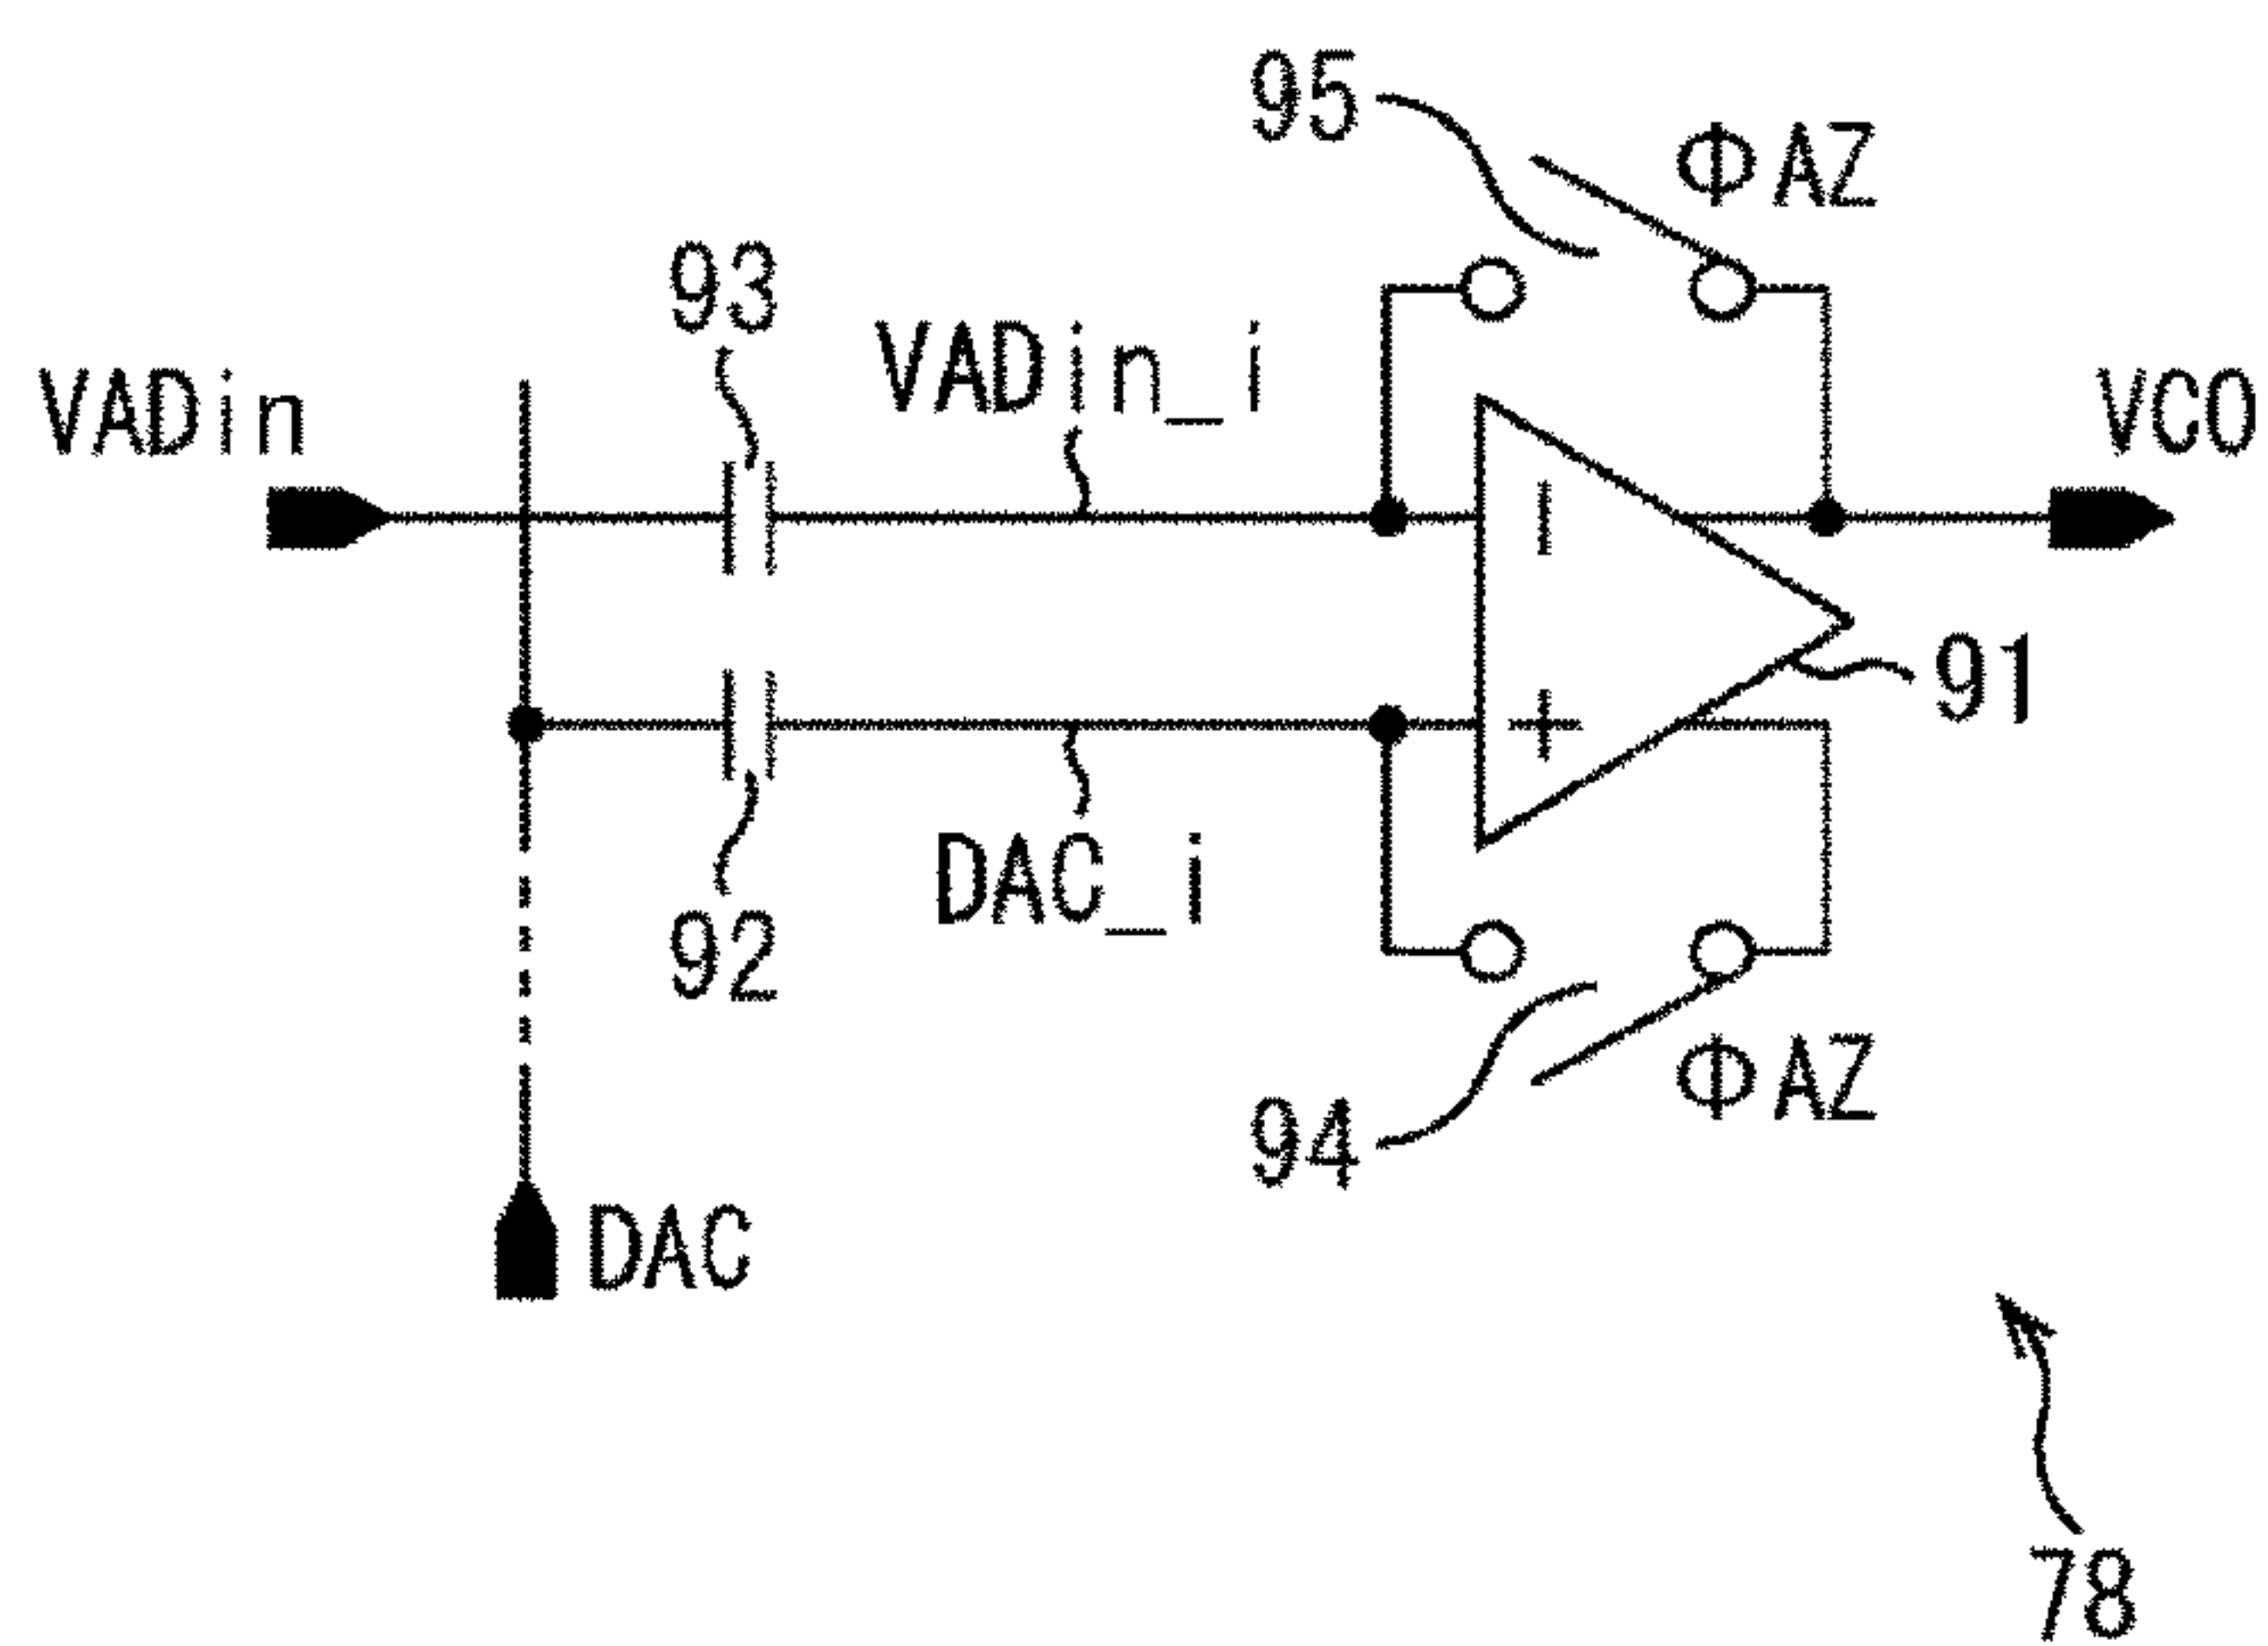 95
ΦAZ
93
VADin_i
VADin
VCO
－
91
+
DAC_i
92
ΦAZ
94
DAC
78